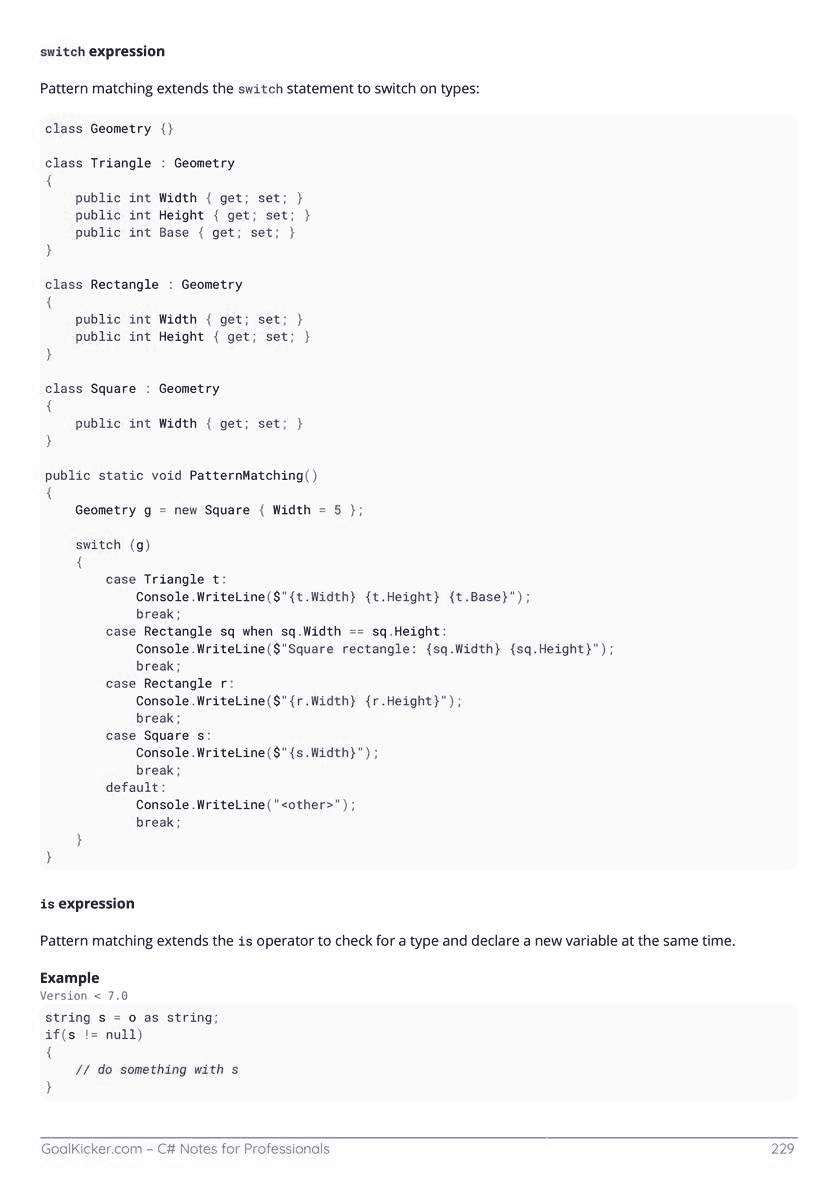 switch expression
Pattern matching extends the switch statement to switch on types:
class Geometry {}
class Triangle : Geometry
{
    public int Width { get; set; }
    public int Height { get; set; }
    public int Base { get; set; }
}
class Rectangle : Geometry
{
    public int Width { get; set; }
    public int Height { get; set; }
}
class Square : Geometry
{
    public int Width { get; set; }
}
public static void PatternMatching()
{
    Geometry g = new Square { Width = 5 };
    switch (g)
    {
        case Triangle t:
            Console.WriteLine($"{t.Width} {t.Height} {t.Base}");
            break;
        case Rectangle sq when sq.Width == sq.Height:
            Console.WriteLine($"Square rectangle: {sq.Width} {sq.Height}");
            break;
        case Rectangle r:
            Console.WriteLine($"{r.Width} {r.Height}");
            break;
        case Square s:
            Console.WriteLine($"{s.Width}");
            break;
        default:
            Console.WriteLine("<other>");
            break;
    }
}
is expression
Pattern matching extends the is operator to check for a type and declare a new variable at the same time.
Example
Version < 7.0
string s = o as string;
if(s != null)
{
    // do something with s
}
GoalKicker.com – C# Notes for Professionals 229